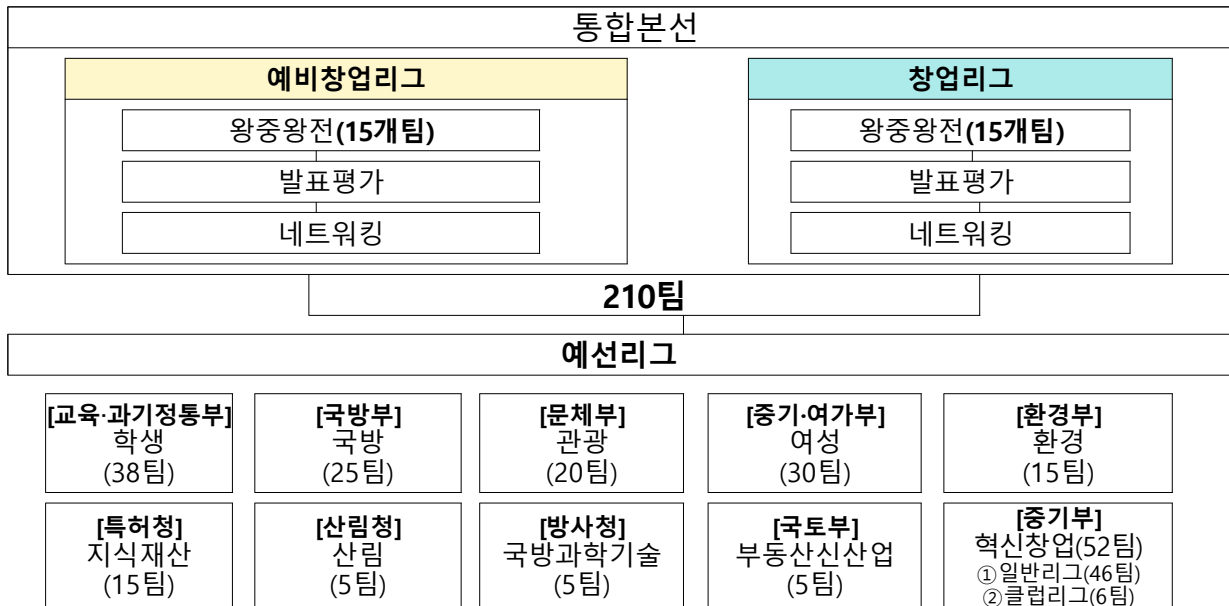 통합본선
예비창업리그
창업리그
왕중왕전(15개팀)
왕중왕전(15개팀)
발표평가
발표평가
네트워킹
네트워킹
210팀
예선리그
[교육·과기정통부]
학생
(38팀)
[국방부]
국방
(25팀)
[문체부]
관광
(20팀)
[중기·여가부]
여성
(30팀)
[환경부]
환경
(15팀)
[특허청]
지식재산
(15팀)
[산림청]
산림
(5팀)
[방사청]
국방과학기술
(5팀)
[국토부]
부동산신산업
(5팀)
[중기부]
혁신창업(52팀)
①일반리그(46팀)
②클럽리그(6팀)